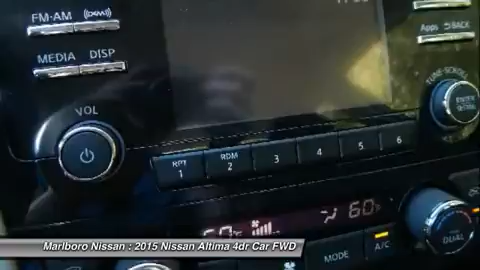 FM·AM
Apps BACK
MEDIA DISP
TUNE·SCROLL
VOL
ENTER
RPT RDM
1 2 3 4 5 6
60
A/C DUAL
MODE
Marlboro Nissan : 2015 Nissan Altima 4dr Car FWD